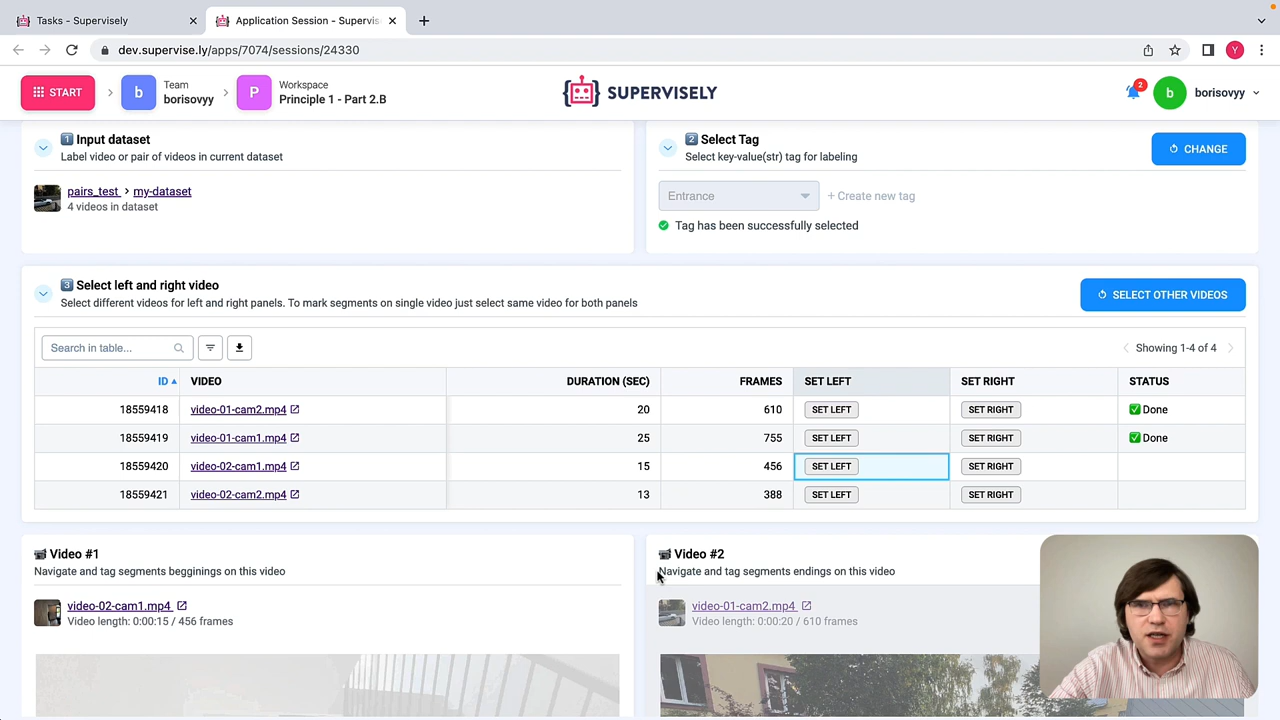 Tasks - Supervisely
Application Session - Supervis
dev.supervise.ly/apps/7074/sessions/24330
Y
START
b
Team
borisovyy
P
Workspace
Principle 1 - Part 2.B
SUPERVISELY
2
b
borisovyy
1 Input dataset
Label video or pair of videos in current dataset
pairs_test > my-dataset
4 videos in dataset
2 Select Tag
Select key-value(str) tag for labeling
CHANGE
Entrance
+ Create new tag
Tag has been successfully selected
3 Select left and right video
Select different videos for left and right panels. To mark segments on single video just select same video for both panels
SELECT OTHER VIDEOS
Search in table...
Showing 1-4 of 4
ID VIDEO DURATION (SEC) FRAMES SET LEFT SET RIGHT STATUS
18559418 video-01-cam2.mp4 20 610 SET LEFT SET RIGHT Done
18559419 video-01-cam1.mp4 25 755 SET LEFT SET RIGHT Done
18559420 video-02-cam1.mp4 15 456 SET LEFT SET RIGHT
18559421 video-02-cam2.mp4 13 388 SET LEFT SET RIGHT
Video #1
Navigate and tag segments begginings on this video
video-02-cam1.mp4
Video length: 0:00:15 / 456 frames
Video #2
Navigate and tag segments endings on this video
video-01-cam2.mp4
Video length: 0:00:20 / 610 frames